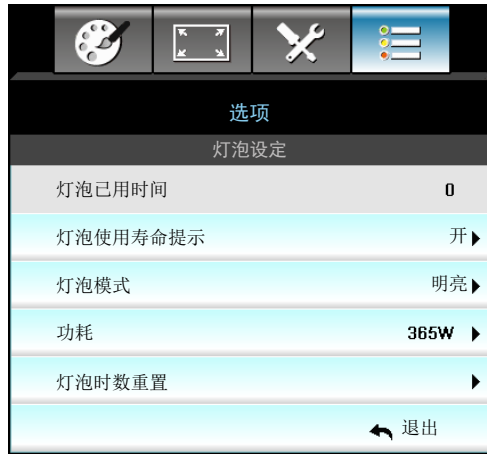 选项
灯泡设定
灯泡已用时间 0
灯泡使用寿命提示 开
灯泡模式 明亮
功耗 365W
灯泡时数重置
退出